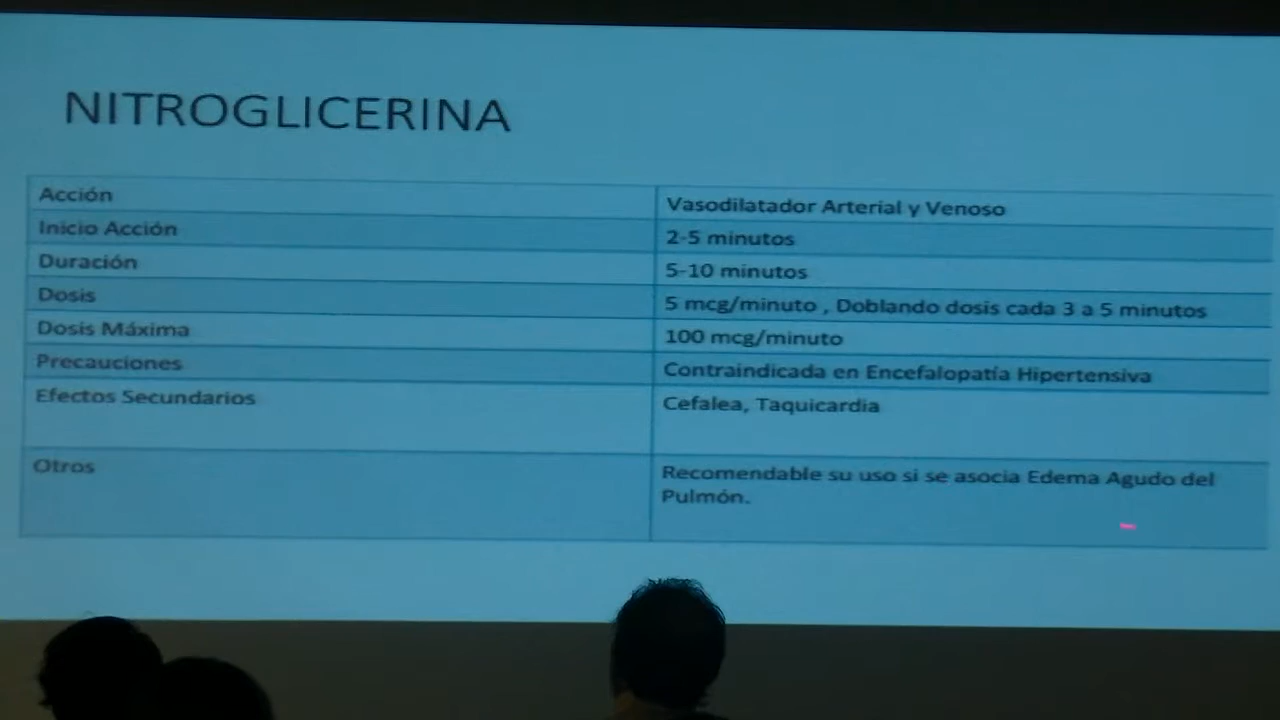 NITROGLICERINA
Acción
Vasodilatador Arterial y Venoso
Inicio Acción
2-5 minutos
Duración
5-10 minutos
Dosis
5 mcg/minuto , Doblando dosis cada 3 a 5 minutos
Dosis Máxima
100 mcg/minuto
Precauciones
Contraindicada en Encefalopatía Hipertensiva
Efectos Secundarios
Cefalea, Taquicardia
Otros
Recomendable su uso si se asocia Edema Agudo del
Pulmón.